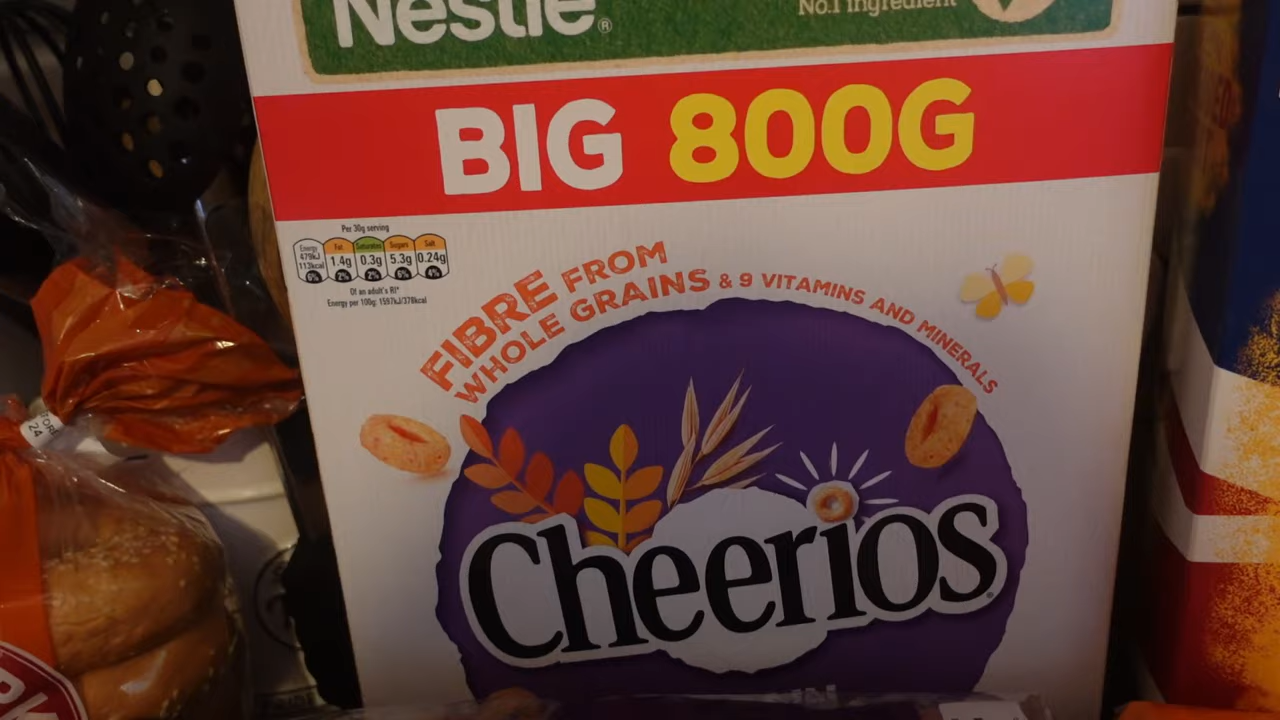 Nestlé®
No.1 ingredient
BIG 800G
Per 30g serving
Energy 479kJ 113kcal 6%
Fat 1.4g 2%
Saturates 0.3g 2%
Sugars 5.3g 6%
Salt 0.24g 4%
Of an adult's RI*
Energy per 100g: 1597kJ/378kcal
FIBRE FROM
WHOLE GRAINS & 9 VITAMINS AND MINERALS
Cheerios®
24